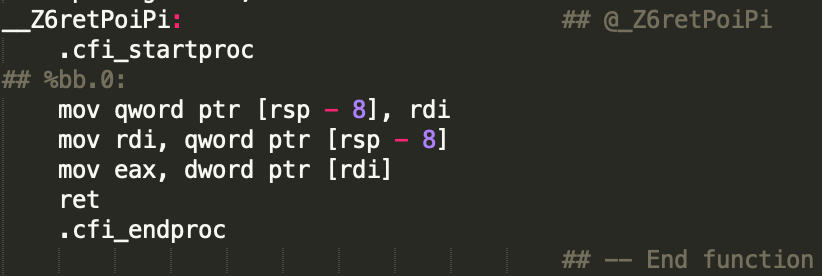 __Z6retPoiPi: ## @_Z6retPoiPi
.cfi_startproc
## %bb.0:
mov qword ptr [rsp - 8], rdi
mov rdi, qword ptr [rsp - 8]
mov eax, dword ptr [rdi]
ret
.cfi_endproc
## -- End function